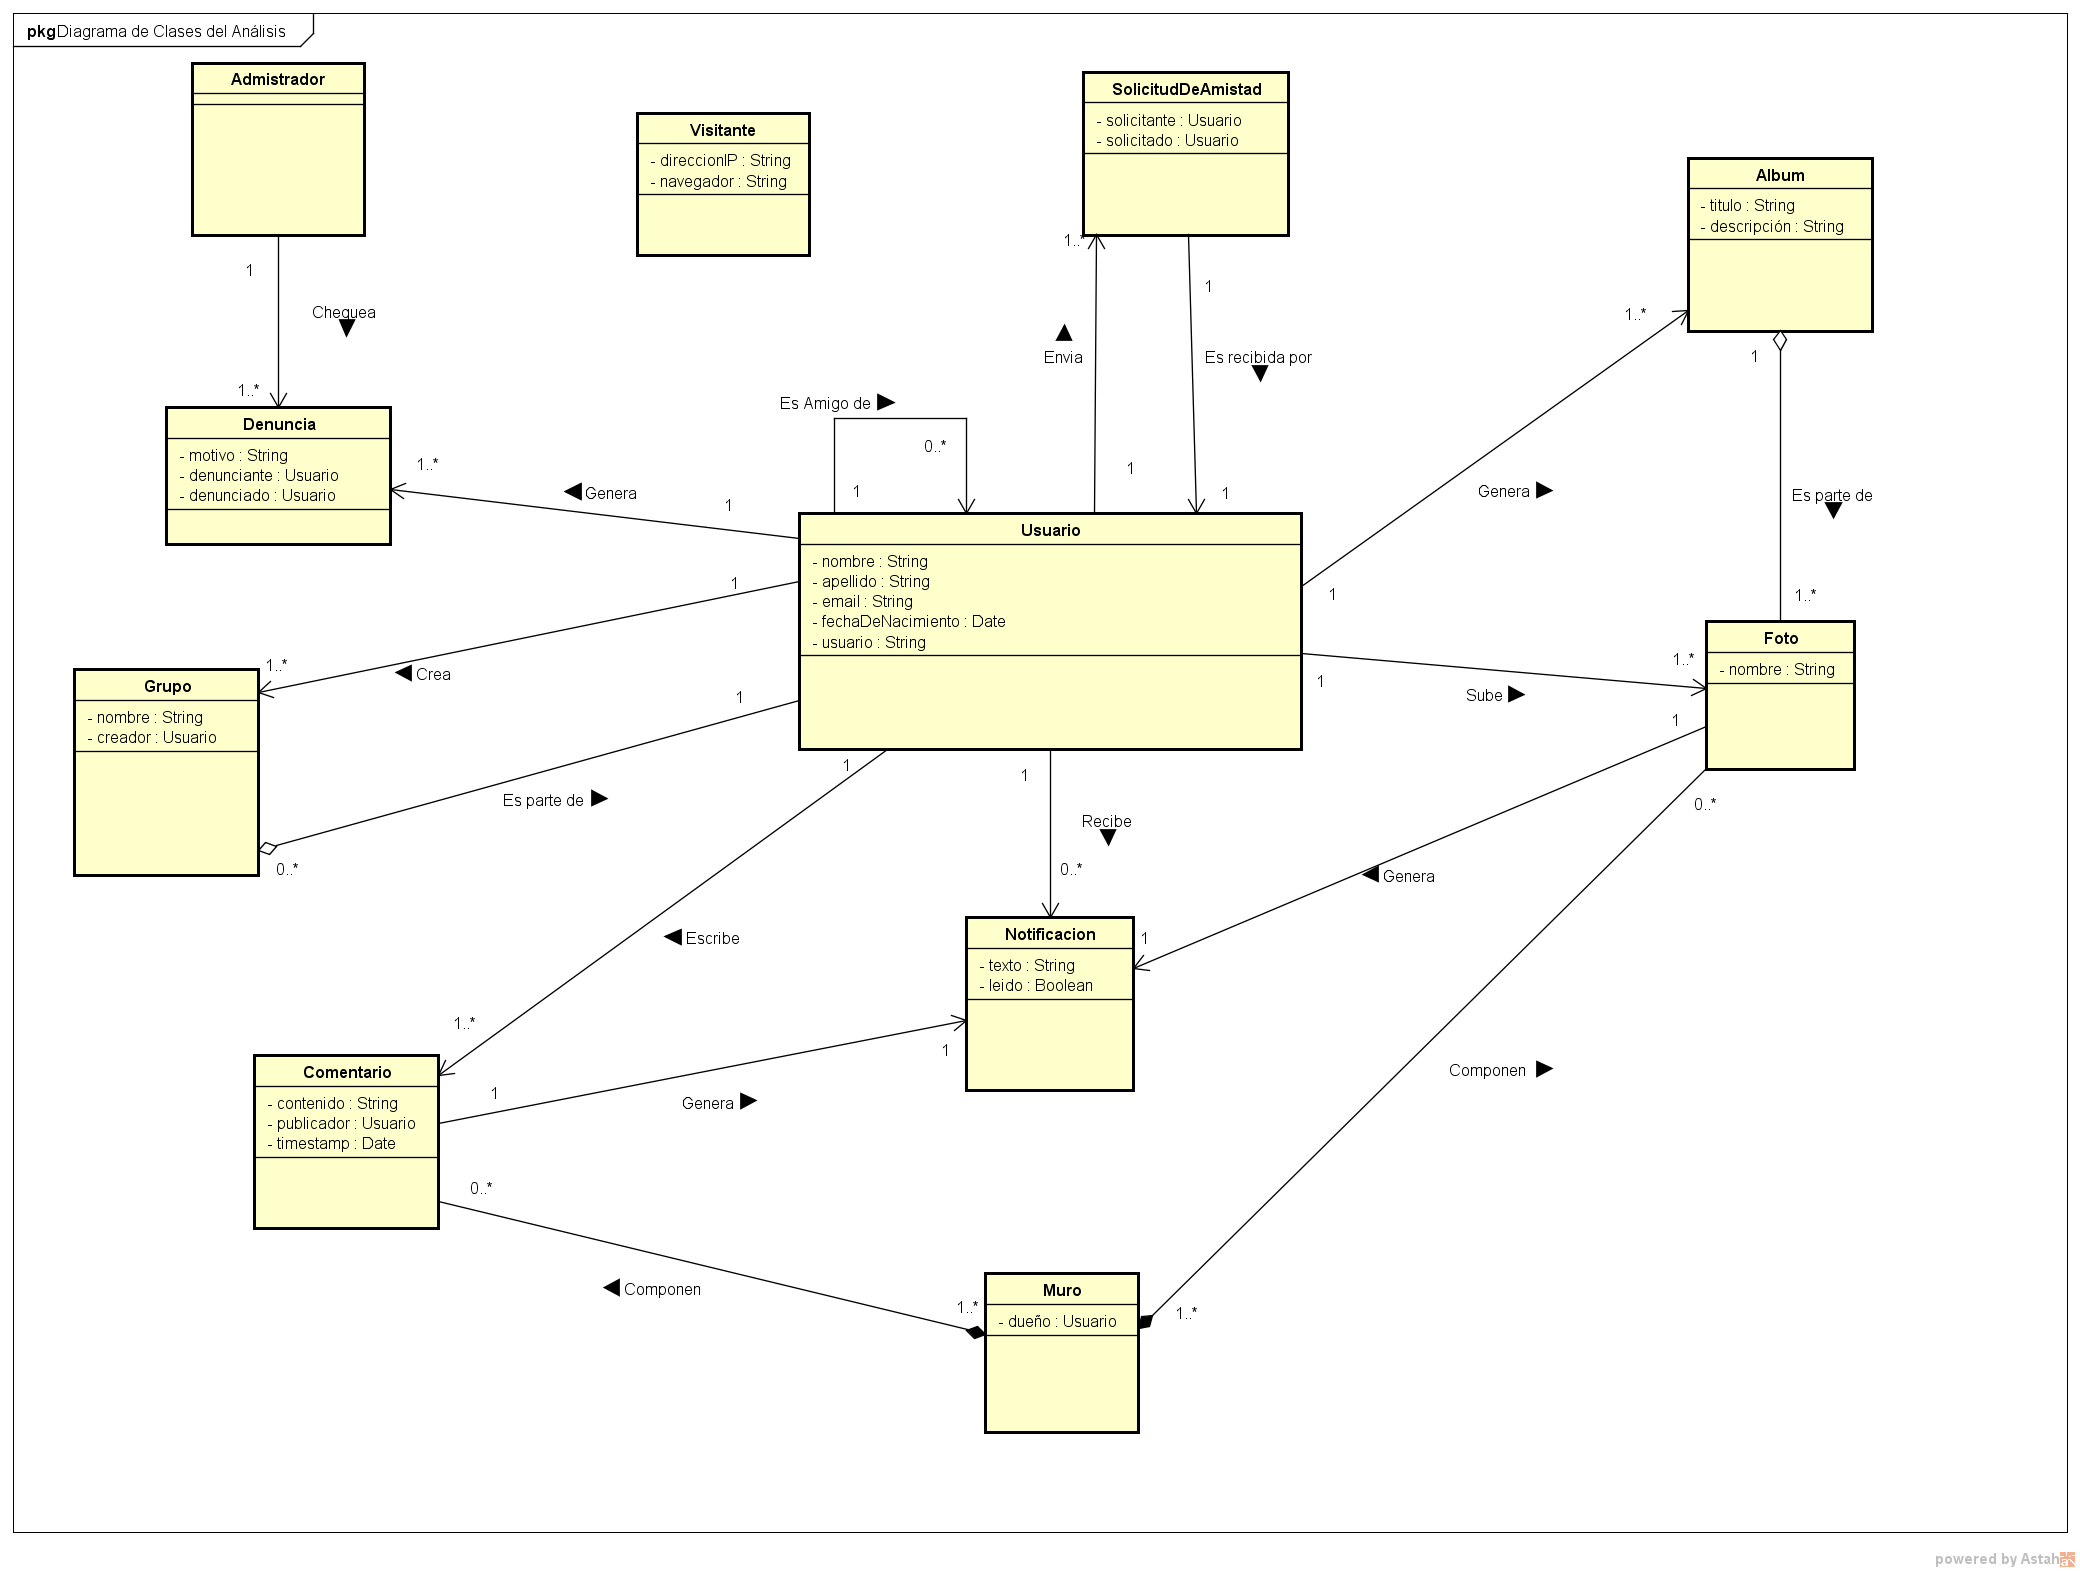 pkg Diagrama de Clases del Análisis
Admistrador
Visitante
- direccionIP : String
- navegador : String
SolicitudDeAmistad
- solicitante : Usuario
- solicitado : Usuario
Album
- titulo : String
- descripción : String
1
Chequea
1..*
1..*
Envia
1
1
Es recibida por
1
1..*
Genera
1
1
Es parte de
1..*
Es Amigo de
0..*
1
Denuncia
- motivo : String
- denunciante : Usuario
- denunciado : Usuario
1..*
Genera
1
Usuario
- nombre : String
- apellido : String
- email : String
- fechaDeNacimiento : Date
- usuario : String
1
1..*
Crea
Grupo
- nombre : String
- creador : Usuario
1
Es parte de
0..*
1..*
1
Sube
Foto
- nombre : String
1
Genera
1
0..*
Componen
1..*
1
Escribe
1..*
1
Recibe
0..*
Notificacion
- texto : String
- leido : Boolean
Comentario
- contenido : String
- publicador : Usuario
- timestamp : Date
1
Genera
1
0..*
Componen
1..*
Muro
- dueño : Usuario
powered by Astah